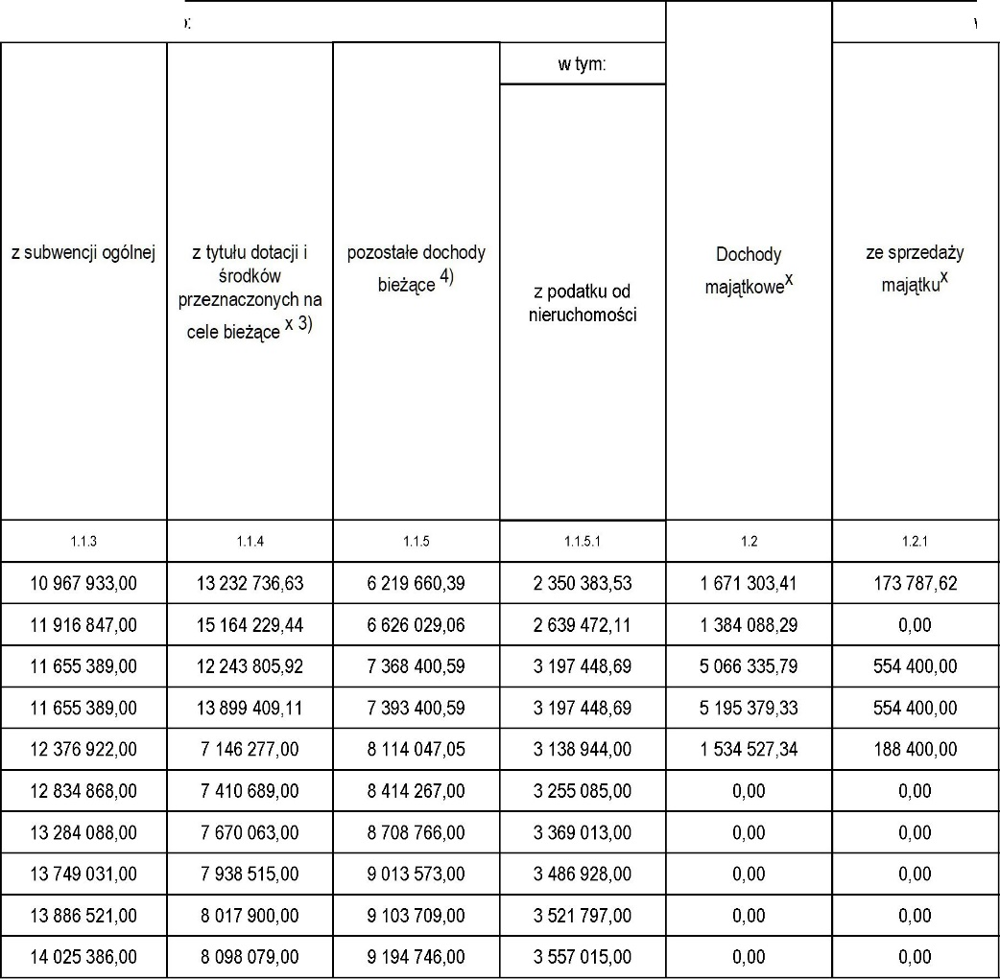 w tym:
z subwencji ogólnej
z tytułu dotacji i
środków
przeznaczonych na
cele bieżące x 3)
pozostałe dochody
bieżące 4)
z podatku od
nieruchomości
Dochody
majątkowex
ze sprzedaży
majątkux
1.1.3 1.1.4 1.1.5 1.1.5.1 1.2 1.2.1
10 967 933,00 13 232 736,63 6 219 660,39 2 350 383,53 1 671 303,41 173 787,62
11 916 847,00 15 164 229,44 6 626 029,06 2 639 472,11 1 384 088,29 0,00
11 655 389,00 12 243 805,92 7 368 400,59 3 197 448,69 5 066 335,79 554 400,00
11 655 389,00 13 899 409,11 7 393 400,59 3 197 448,69 5 195 379,33 554 400,00
12 376 922,00 7 146 277,00 8 114 047,05 3 138 944,00 1 534 527,34 188 400,00
12 834 868,00 7 410 689,00 8 414 267,00 3 255 085,00 0,00 0,00
13 284 088,00 7 670 063,00 8 708 766,00 3 369 013,00 0,00 0,00
13 749 031,00 7 938 515,00 9 013 573,00 3 486 928,00 0,00 0,00
13 886 521,00 8 017 900,00 9 103 709,00 3 521 797,00 0,00 0,00
14 025 386,00 8 098 079,00 9 194 746,00 3 557 015,00 0,00 0,00